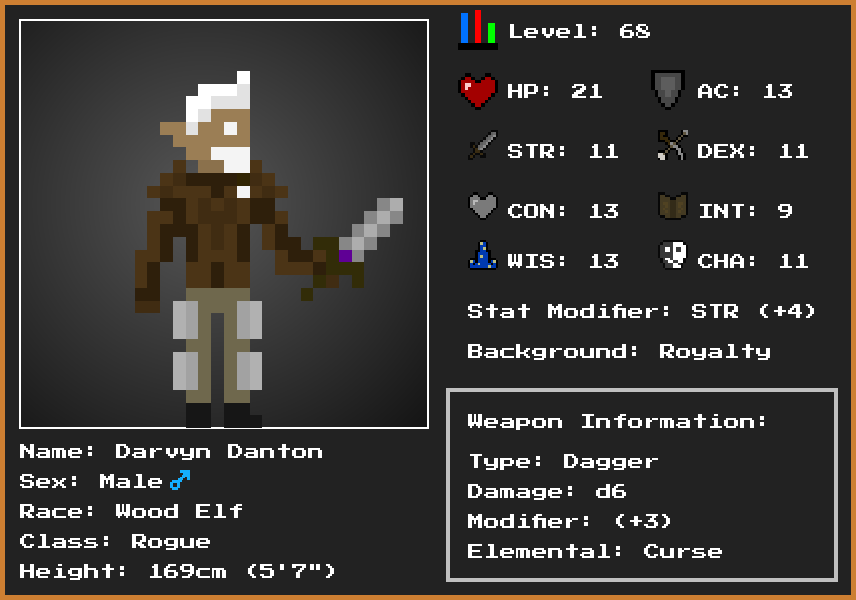 Level: 68
HP: 21 AC: 13
STR: 11 DEX: 11
CON: 13 INT: 9
WIS: 13 CHA: 11
Stat Modifier: STR (+4)
Background: Royalty
Weapon Information:
Type: Dagger
Damage: d6
Modifier: (+3)
Elemental: Curse
Name: Darvyn Danton
Sex: Male♂
Race: Wood Elf
Class: Rogue
Height: 169cm (5'7")